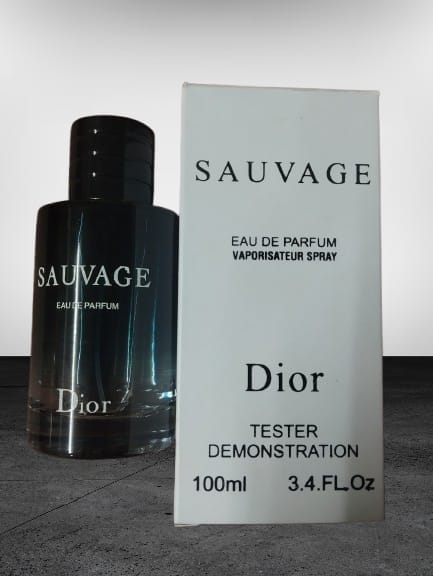 SAUVAGE
EAU DE PARFUM
Dior
SAUVAGE
EAU DE PARFUM
VAPORISATEUR SPRAY
Dior
TESTER
DEMONSTRATION
100ml 3.4.FL.Oz